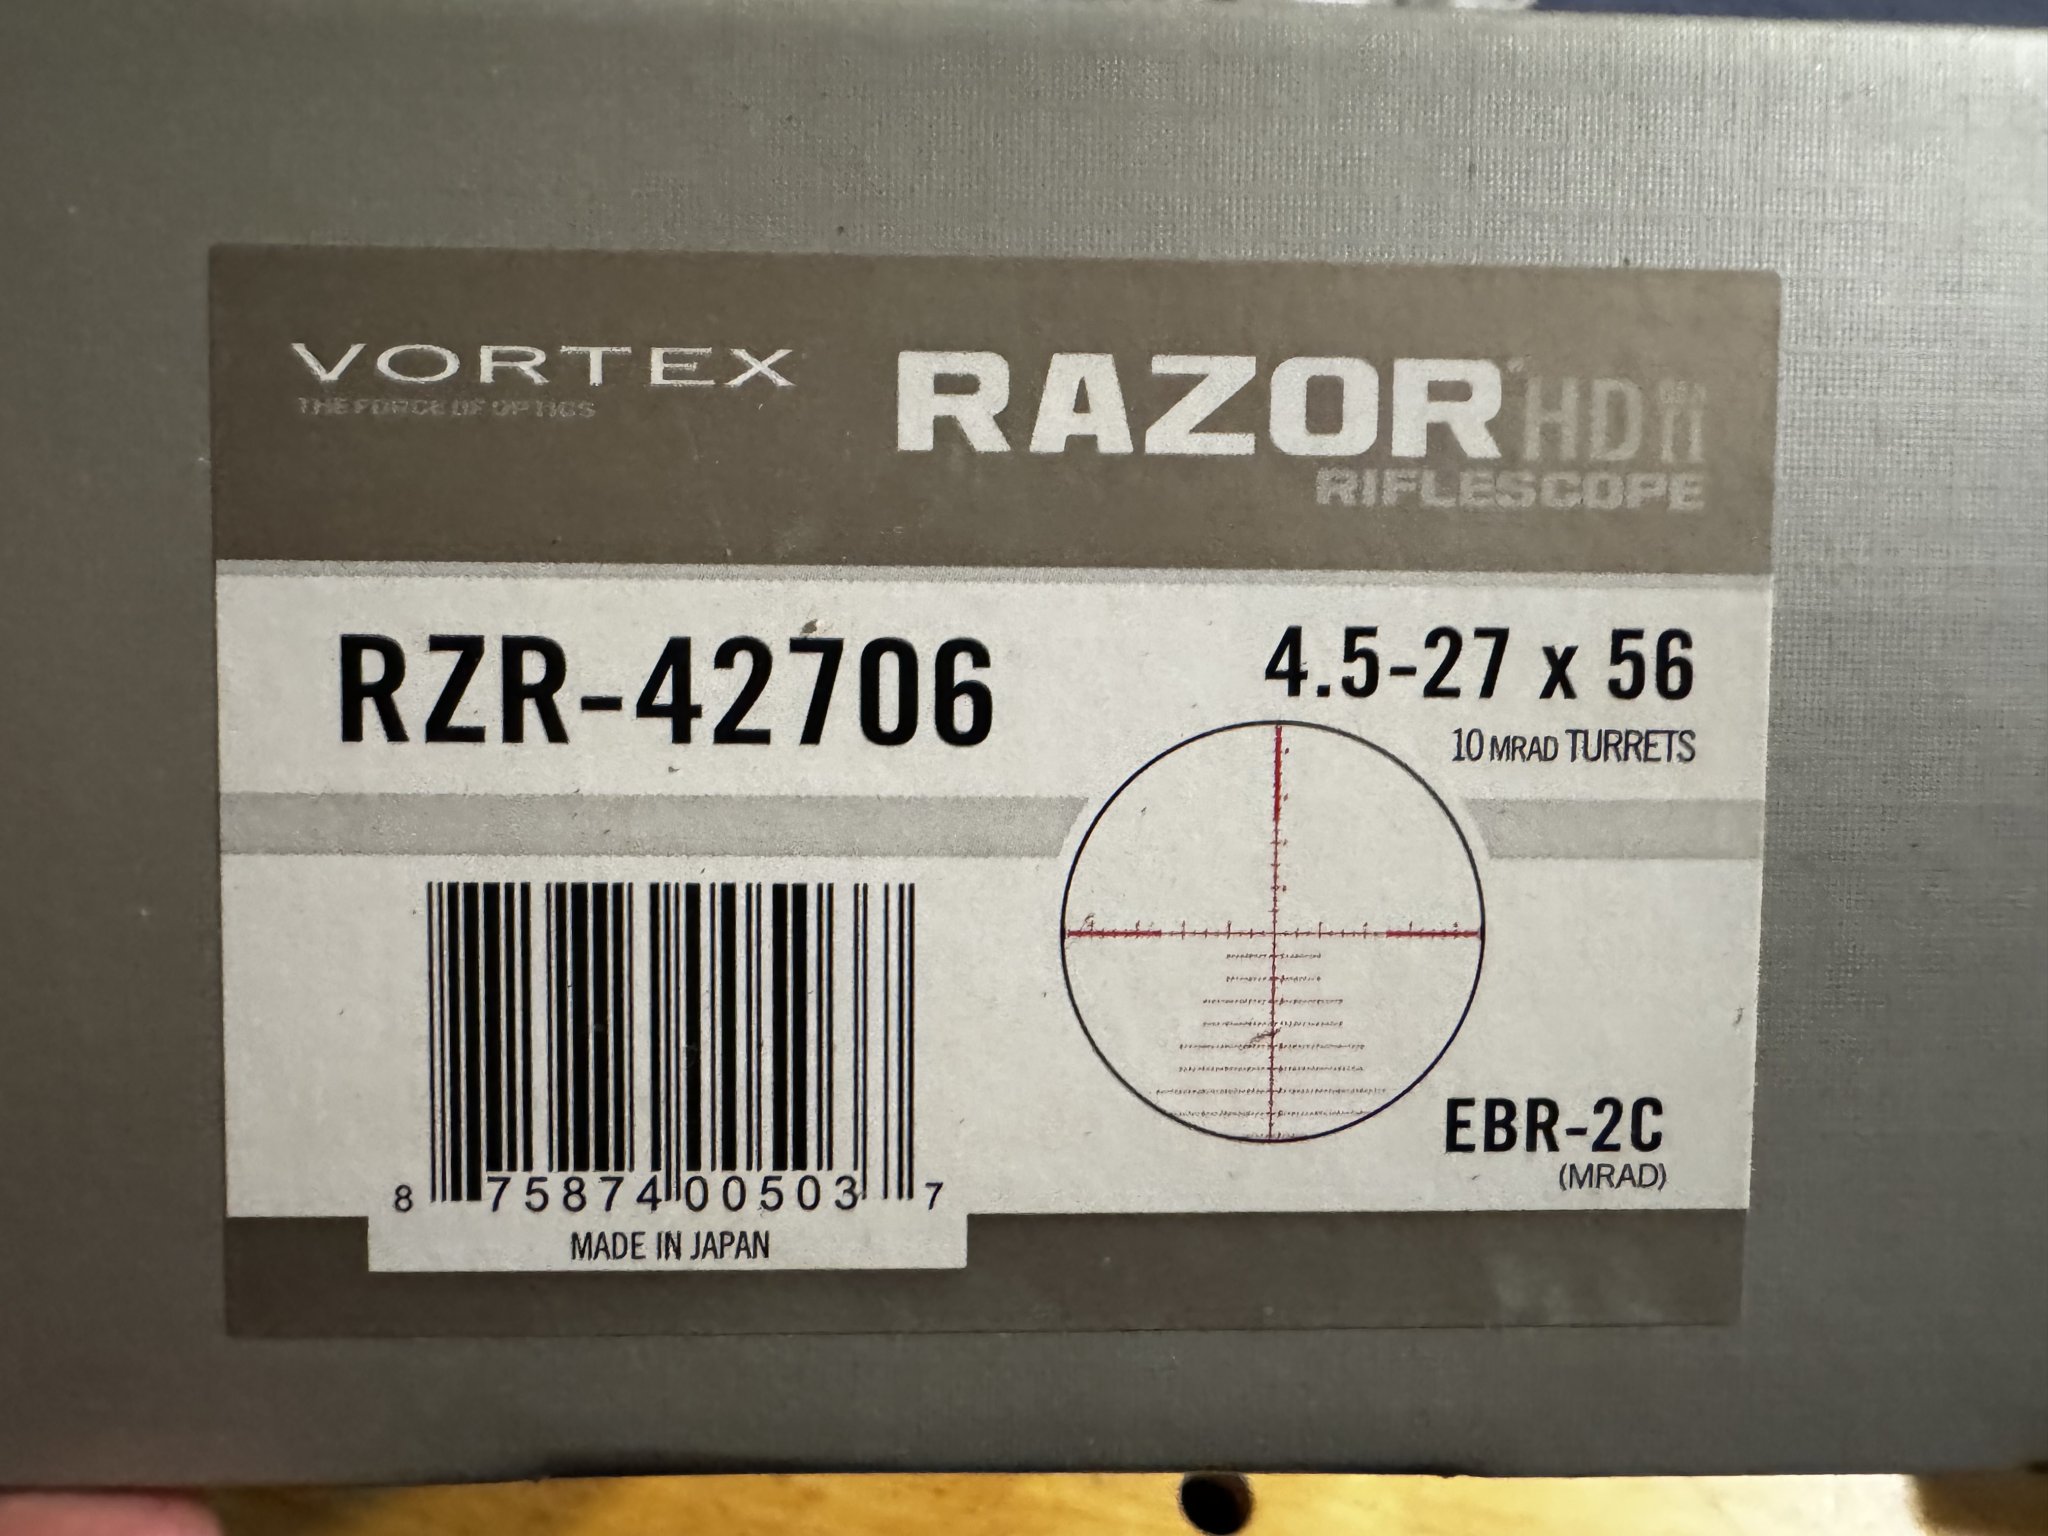 VORTEX
THE FORCE OF OPTICS
RAZOR HD GEN II
RIFLESCOPE
RZR-42706
4.5-27 x 56
10 MRAD TURRETS
EBR-2C
(MRAD)
8 75874 00503 7
MADE IN JAPAN